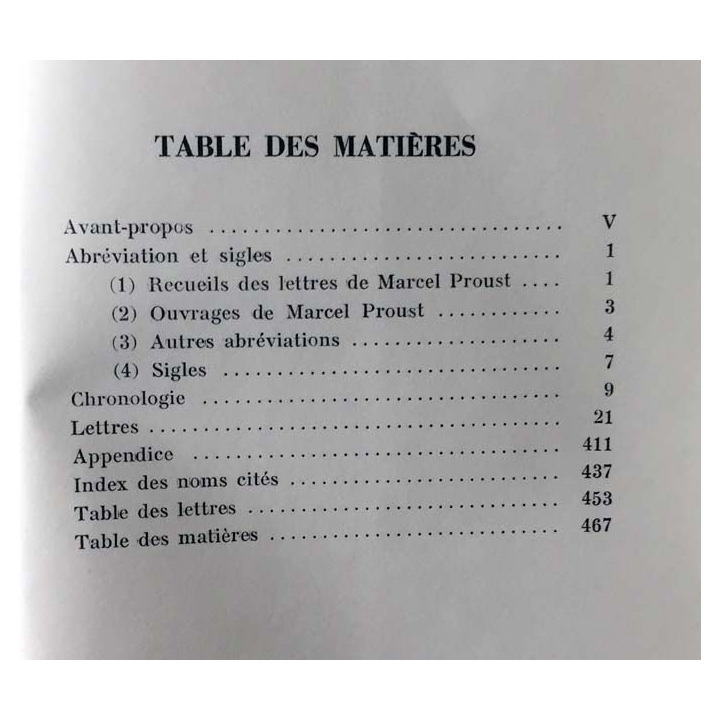 TABLE DES MATIÈRES
Avant-propos .................................. V
Abréviation et sigles .......................... 1
(1) Recueils des lettres de Marcel Proust .... 1
(2) Ouvrages de Marcel Proust ............ 3
(3) Autres abréviations .................... 4
(4) Sigles ................................ 7
Chronologie .................................. 9
Lettres ....................................... 21
Appendice ................................... 411
Index des noms cités .......................... 437
Table des lettres .............................. 453
Table des matières ............................ 467